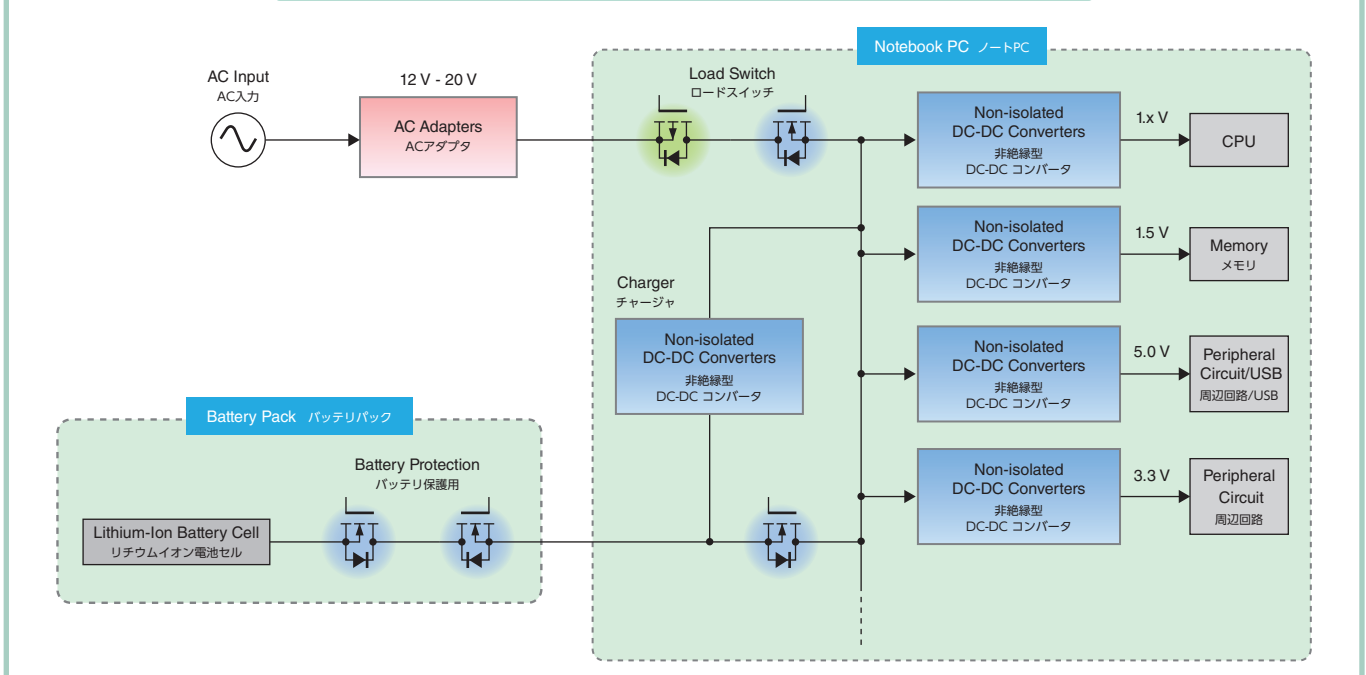 Notebook PC ノートPC
AC Input
AC入力
12 V - 20 V
AC Adapters
ACアダプタ
Load Switch
ロードスイッチ
Non-isolated
DC-DC Converters
非絶縁型
DC-DC コンバータ
1.x V
CPU
Non-isolated
DC-DC Converters
非絶縁型
DC-DC コンバータ
1.5 V
Memory
メモリ
Charger
チャージャ
Non-isolated
DC-DC Converters
非絶縁型
DC-DC コンバータ
Non-isolated
DC-DC Converters
非絶縁型
DC-DC コンバータ
5.0 V
Peripheral
Circuit/USB
周辺回路/USB
Battery Pack バッテリパック
Battery Protection
バッテリ保護用
Lithium-Ion Battery Cell
リチウムイオン電池セル
Non-isolated
DC-DC Converters
非絶縁型
DC-DC コンバータ
3.3 V
Peripheral
Circuit
周辺回路